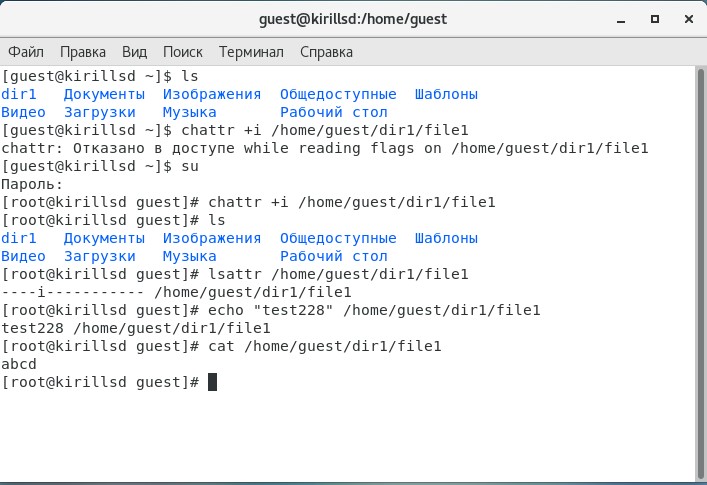 guest@kirillsd:/home/guest
Файл Правка Вид Поиск Терминал Справка
[guest@kirillsd ~]$ ls
dir1 Документы Изображения Общедоступные Шаблоны
Видео Загрузки Музыка Рабочий стол
[guest@kirillsd ~]$ chattr +i /home/guest/dir1/file1
chattr: Отказано в доступе while reading flags on /home/guest/dir1/file1
[guest@kirillsd ~]$ su
Пароль:
[root@kirillsd guest]# chattr +i /home/guest/dir1/file1
[root@kirillsd guest]# ls
dir1 Документы Изображения Общедоступные Шаблоны
Видео Загрузки Музыка Рабочий стол
[root@kirillsd guest]# lsattr /home/guest/dir1/file1
----i----------- /home/guest/dir1/file1
[root@kirillsd guest]# echo "test228" /home/guest/dir1/file1
test228 /home/guest/dir1/file1
[root@kirillsd guest]# cat /home/guest/dir1/file1
abcd
[root@kirillsd guest]#